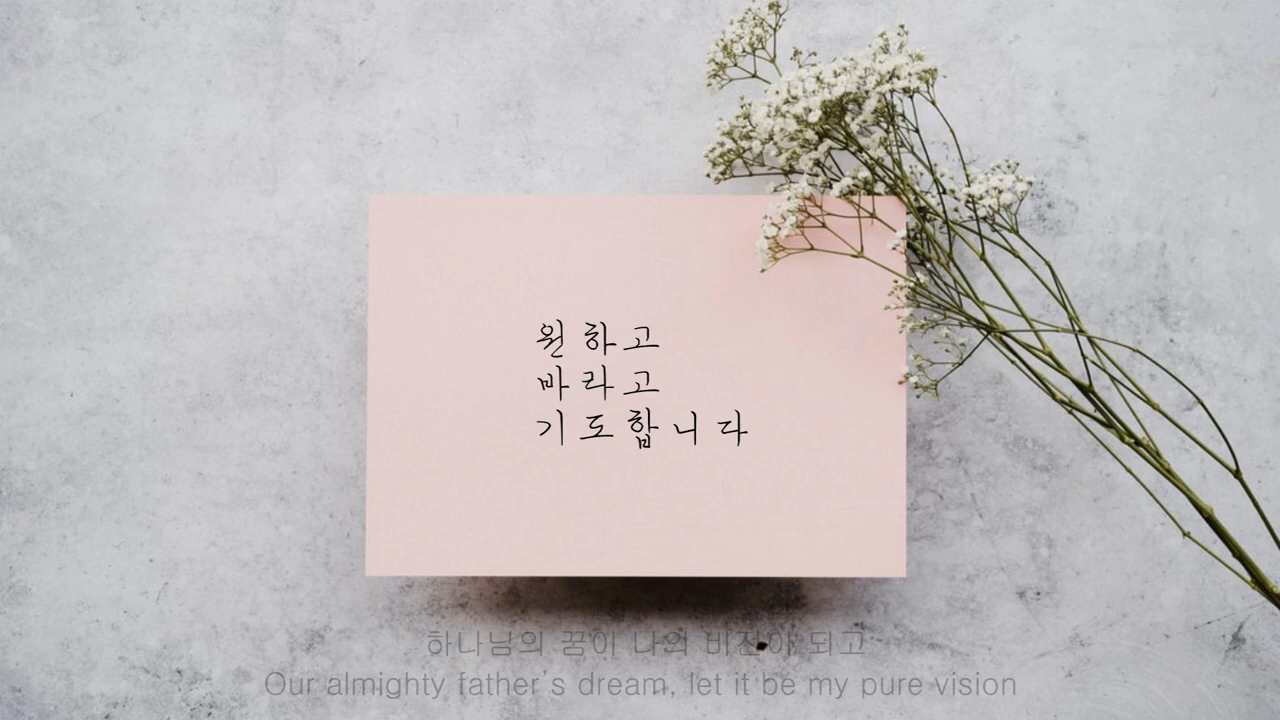 원하고
바라고
기도합니다
하나님의 꿈이 나의 비전이 되고
Our almighty father's dream, let it be my pure vision